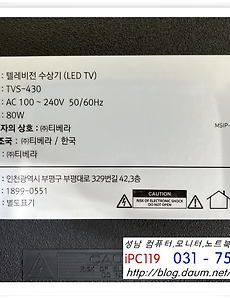 : 텔레비전 수상기 (LED TV)
: TVS-430
: AC 100 ~ 240V  50/60Hz
: 80W
자의 상호 : ㈜티베라
조국 : ㈜티베라 / 한국
MSIP-
: 인천광역시 부평구 부평대로 329번길 42,3층
: 1899-0551
: 별도표기
CAUTION
RISK OF ELECTRIC SHOCK
DO NOT OPEN
성남 컴퓨터,모니터,노트북
iPC119 031 - 75
http://blog.daum.net/